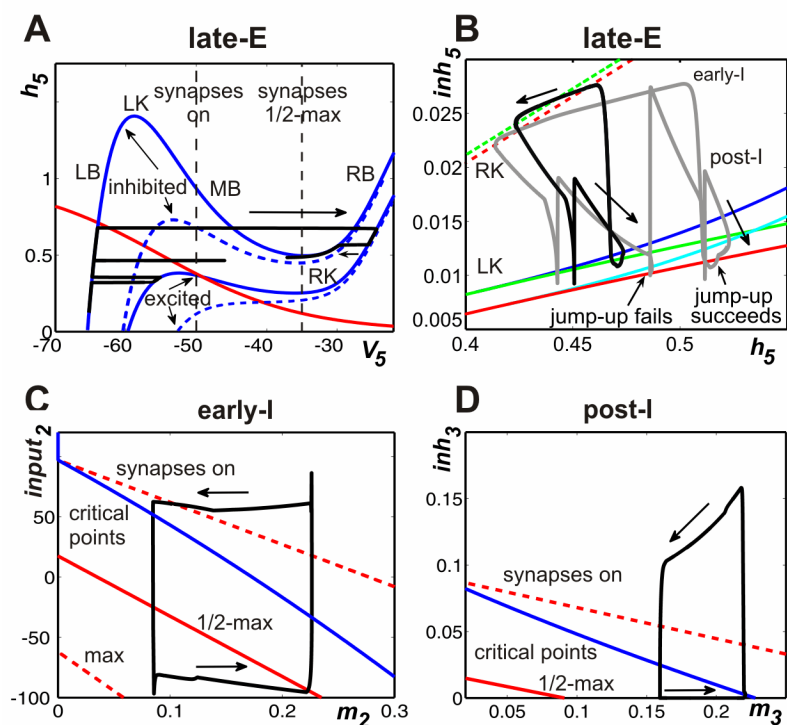 A
late-E
h5
LK
synapses
on
synapses
1/2-max
LB
MB
RB
inhibited
RK
excited
1
0.5
0
-70
-60
-50
-40
-30
V5
B
late-E
inh5
early-I
post-I
RK
LK
jump-up fails
jump-up
succeeds
0.025
0.02
0.015
0.01
0.005
0.4
0.45
0.5
h5
C
early-I
input2
synapses on
critical
points
1/2-max
max
50
0
-50
-100
0
0.1
0.2
0.3
m2
D
post-I
inh3
synapses on
critical points
1/2-max
0.15
0.1
0.05
0
0.1
0.2
m3